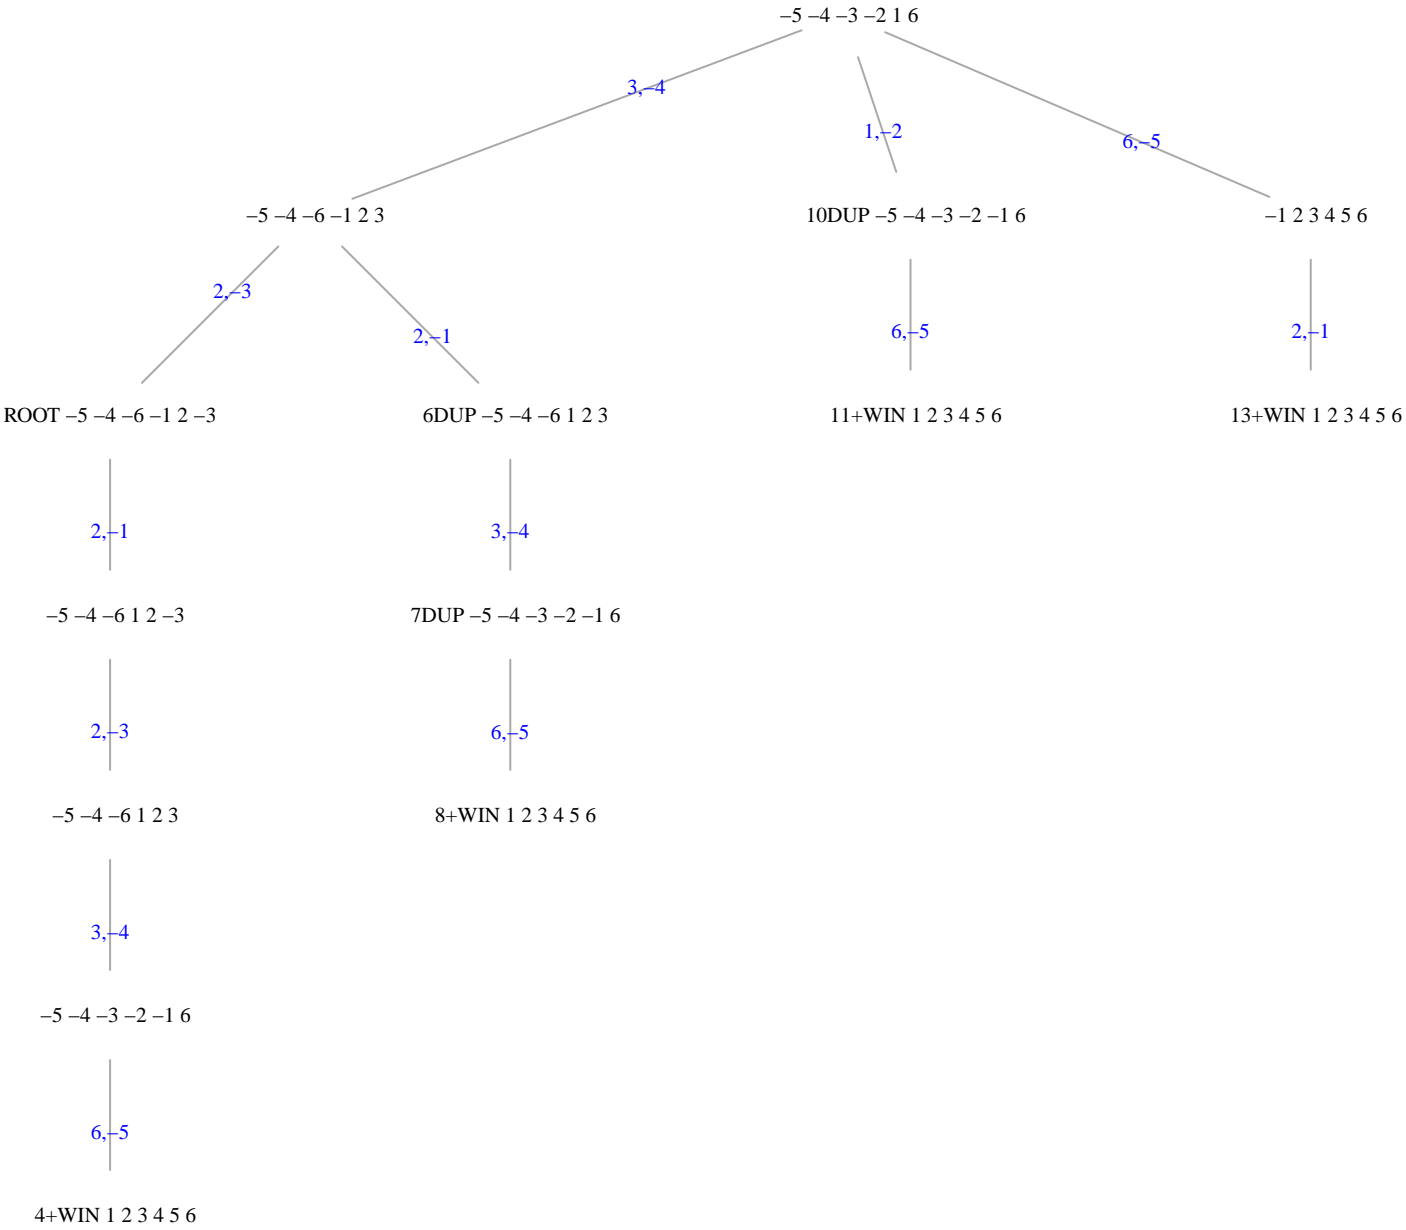 –5 –4 –3 –2 1 6
3,–4
1,–2
6,–5
–5 –4 –6 –1 2 3
10DUP –5 –4 –3 –2 –1 6
–1 2 3 4 5 6
2,–3
2,–1
6,–5
2,–1
ROOT –5 –4 –6 –1 2 –3
6DUP –5 –4 –6 1 2 3
11+WIN 1 2 3 4 5 6
13+WIN 1 2 3 4 5 6
2,–1
3,–4
–5 –4 –6 1 2 –3
7DUP –5 –4 –3 –2 –1 6
2,–3
6,–5
–5 –4 –6 1 2 3
8+WIN 1 2 3 4 5 6
3,–4
–5 –4 –3 –2 –1 6
6,–5
4+WIN 1 2 3 4 5 6